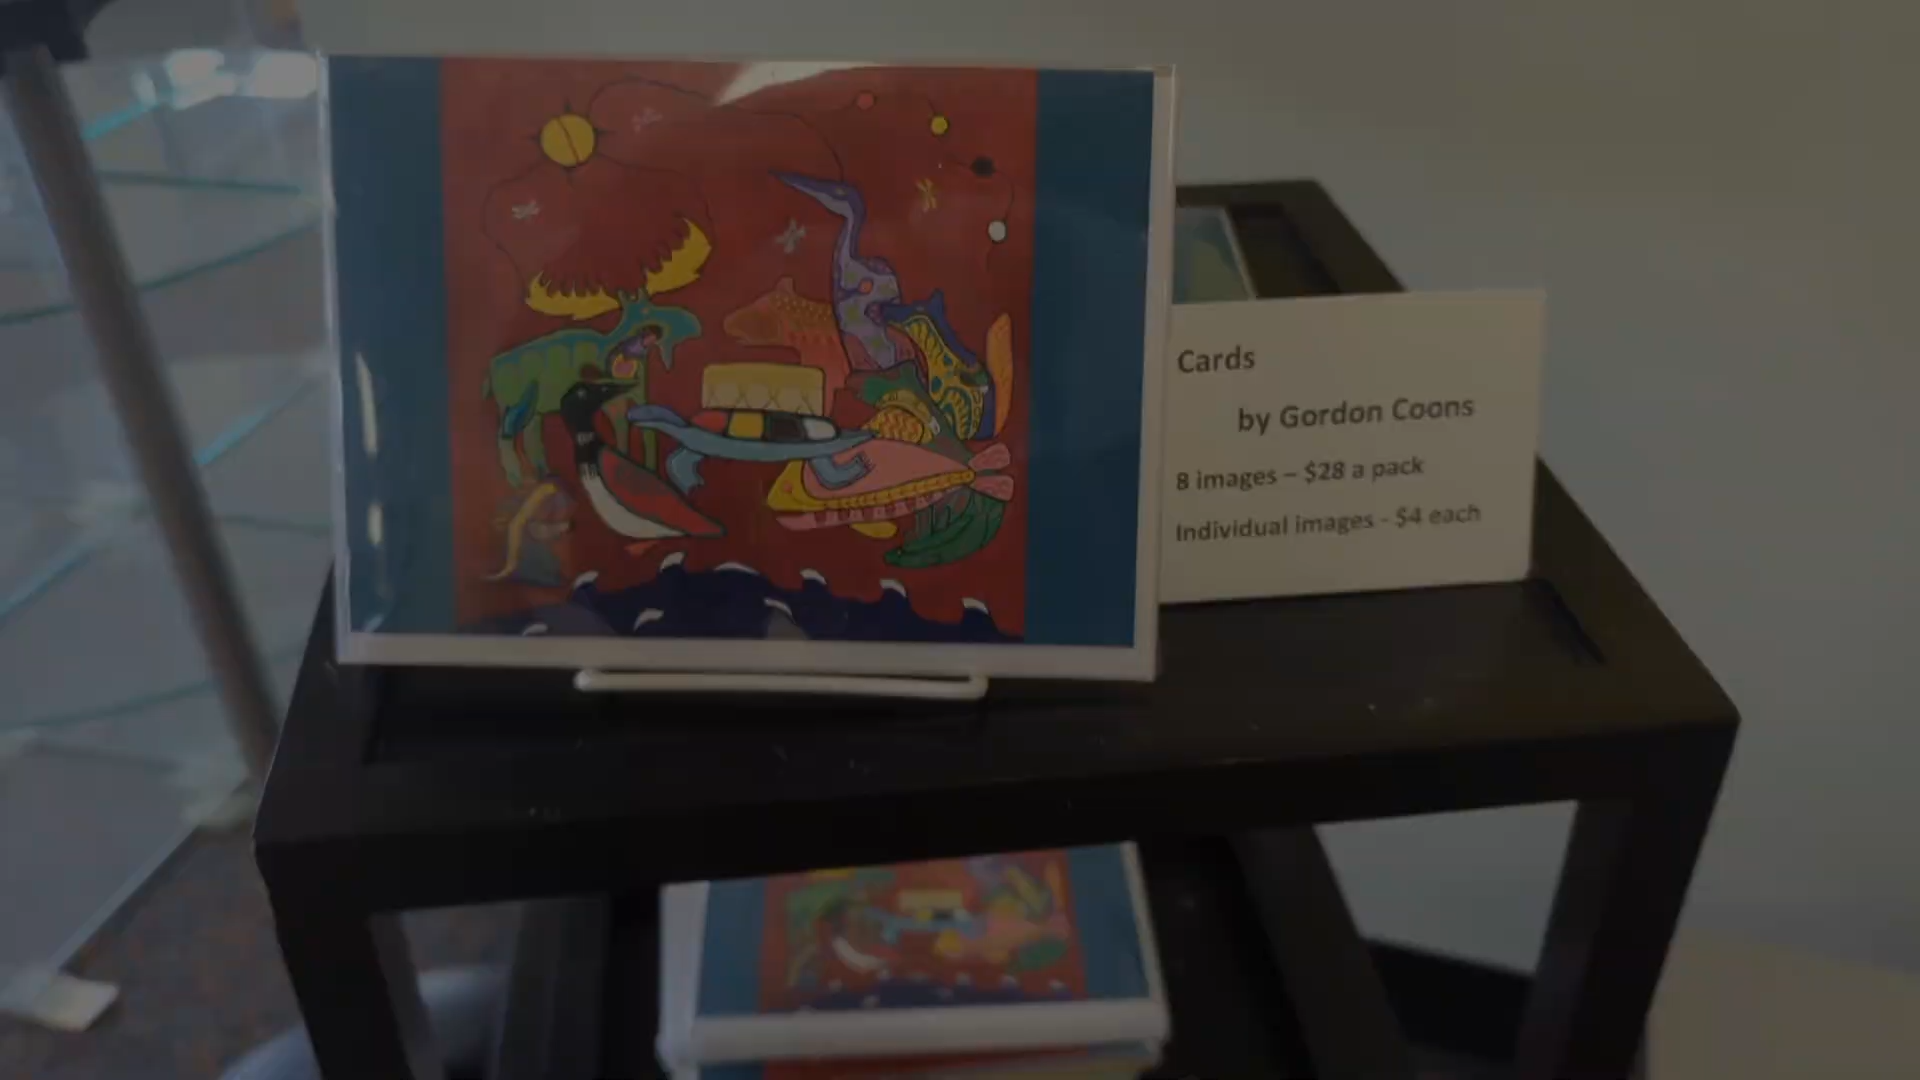 Cards
by Gordon Coons
8 images – $28 a pack
Individual images - $4 each